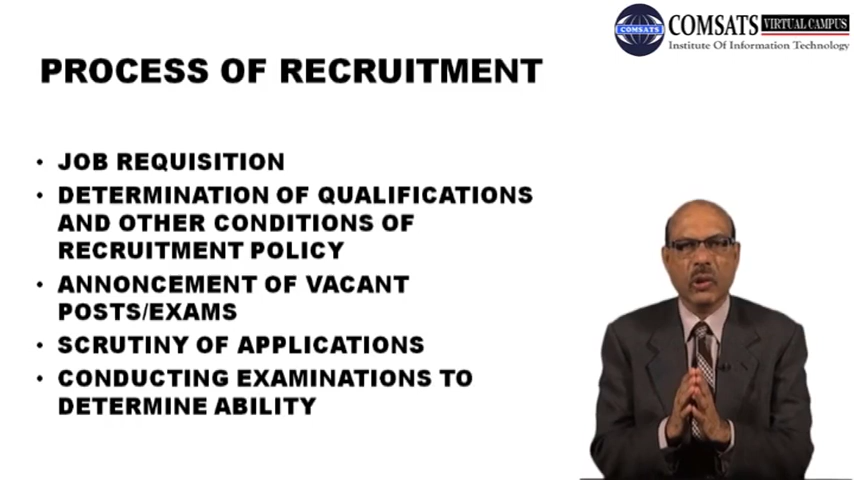 COMSATS
COMSATS VIRTUAL CAMPUS
Institute Of Information Technology
PROCESS OF RECRUITMENT
• JOB REQUISITION
• DETERMINATION OF QUALIFICATIONS
AND OTHER CONDITIONS OF
RECRUITMENT POLICY
• ANNONCEMENT OF VACANT
POSTS/EXAMS
• SCRUTINY OF APPLICATIONS
• CONDUCTING EXAMINATIONS TO
DETERMINE ABILITY